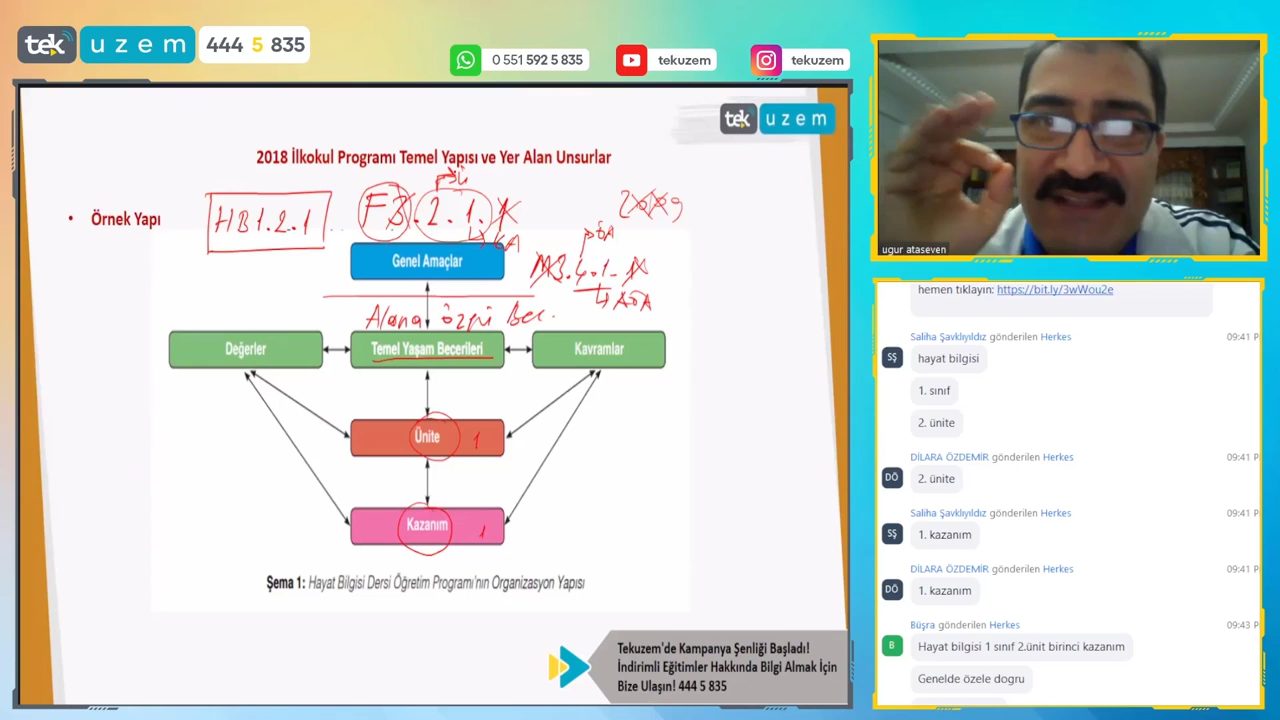 tek uzem 444 5 835
0 551 592 5 835
tekuzem
tekuzem
tek uzem
2018 İlkokul Programı Temel Yapısı ve Yer Alan Unsurlar
• Örnek Yapı
HB1.2.1
F3.2.1.
Genel Amaçlar
Alana özgü Bec.
Değerler
Temel Yaşam Becerileri
Kavramlar
Ünite 1
Kazanım 1
Şema 1: Hayat Bilgisi Dersi Öğretim Programı'nın Organizasyon Yapısı
Tekuzem'de Kampanya Şenliği Başladı!
İndirimli Eğitimler Hakkında Bilgi Almak İçin
Bize Ulaşın! 444 5 835
ugur ataseven
hemen tıklayın: https://bit.ly/3wWou2e
Saliha Şavklıyıldız gönderilen Herkes 09:41 P
SŞ
hayat bilgisi
1. sınıf
2. ünite
DİLARA ÖZDEMİR gönderilen Herkes 09:41 P
DÖ
2. ünite
Saliha Şavklıyıldız gönderilen Herkes 09:41 P
SŞ
1. kazanım
DİLARA ÖZDEMİR gönderilen Herkes 09:41 P
DÖ
1. kazanım
Büşra gönderilen Herkes 09:43 P
B
Hayat bilgisi 1 sınıf 2.ünit birinci kazanım
Genelde özele dogru